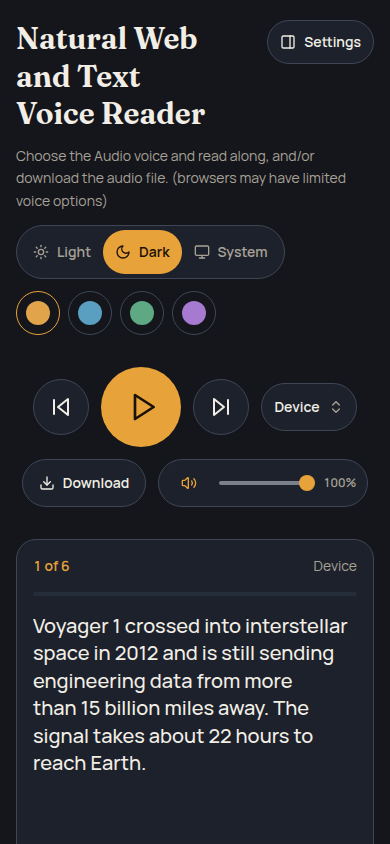 Natural Web
and Text
Voice Reader
Settings
Choose the Audio voice and read along, and/or
download the audio file. (browsers may have limited
voice options)
Light
Dark
System
Device
Download
100%
1 of 6
Device
Voyager 1 crossed into interstellar
space in 2012 and is still sending
engineering data from more
than 15 billion miles away. The
signal takes about 22 hours to
reach Earth.